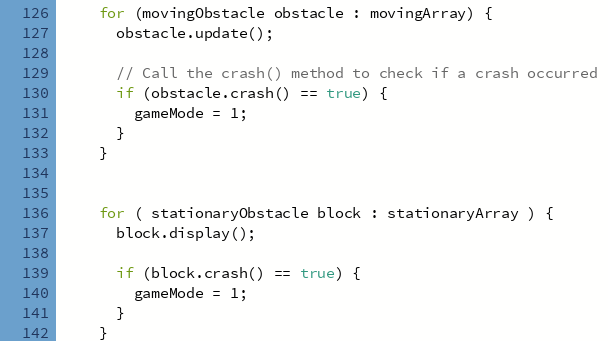 126 for (movingObstacle obstacle : movingArray) {
127 obstacle.update();
128
129 // Call the crash() method to check if a crash occurred
130 if (obstacle.crash() == true) {
131 gameMode = 1;
132 }
133 }
134
135
136 for ( stationaryObstacle block : stationaryArray ) {
137 block.display();
138
139 if (block.crash() == true) {
140 gameMode = 1;
141 }
142 }